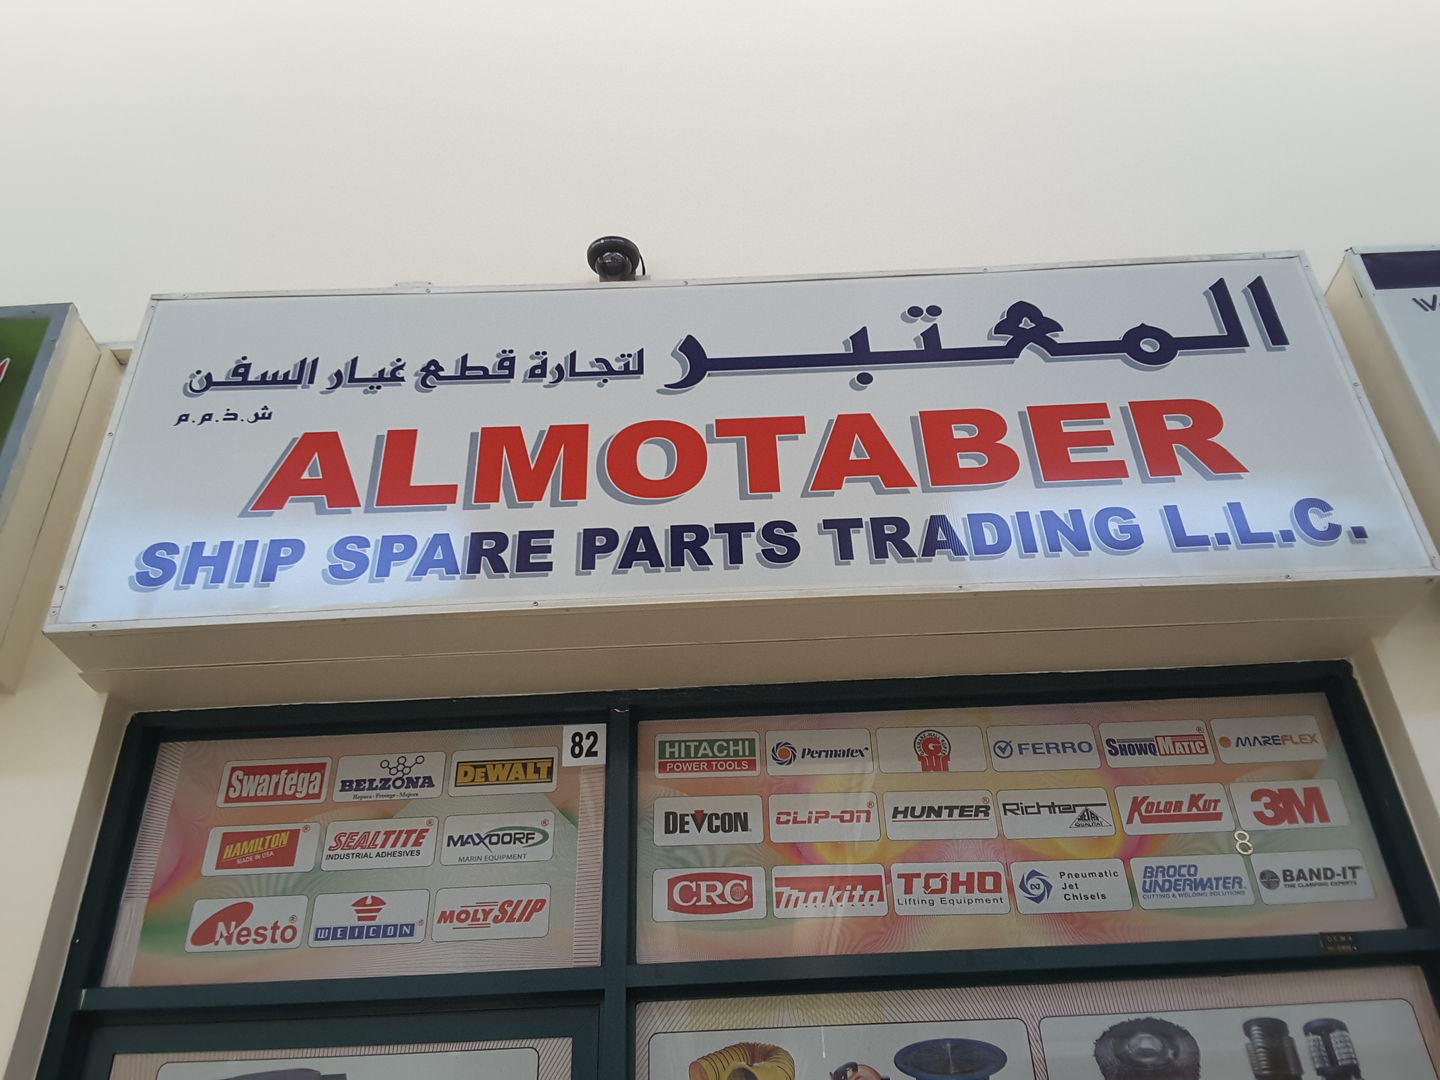 المعتبر لتجارة قطع غيار السفن
ش.ذ.م.م
ALMOTABER
SHIP SPARE PARTS TRADING L.L.C.
82
Swarfega
BELZONA
DEWALT
HAMILTON
MADE IN USA
SEALTITE
INDUSTRIAL ADHESIVES
MAXDORF
MARIN EQUIPMENT
Nesto
WEICON
MOLYSLIP
HITACHI
POWER TOOLS
Permatex
G
FERRO
SHOWOMATIC
MAREFLEX
DEVCON
CLIP-ON
HUNTER
Richter
KOLOR KUT
3M
8
CRC
makita
TOHO
Lifting Equipment
Pneumatic
Jet
Chisels
BROCO
UNDERWATER
CUTTING & WELDING SOLUTIONS
BAND-IT
THE CLAMPING EXPERTS